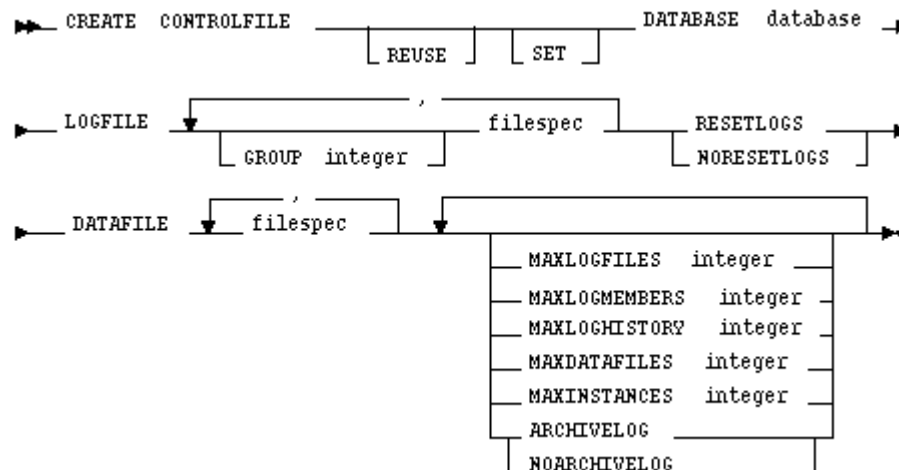 CREATE CONTROLFILE REUSE SET DATABASE database
LOGFILE , GROUP integer filespec RESETLOGS
NORESETLOGS
DATAFILE , filespec
MAXLOGFILES integer
MAXLOGMEMBERS integer
MAXLOGHISTORY integer
MAXDATAFILES integer
MAXINSTANCES integer
ARCHIVELOG
NOARCHIVELOG